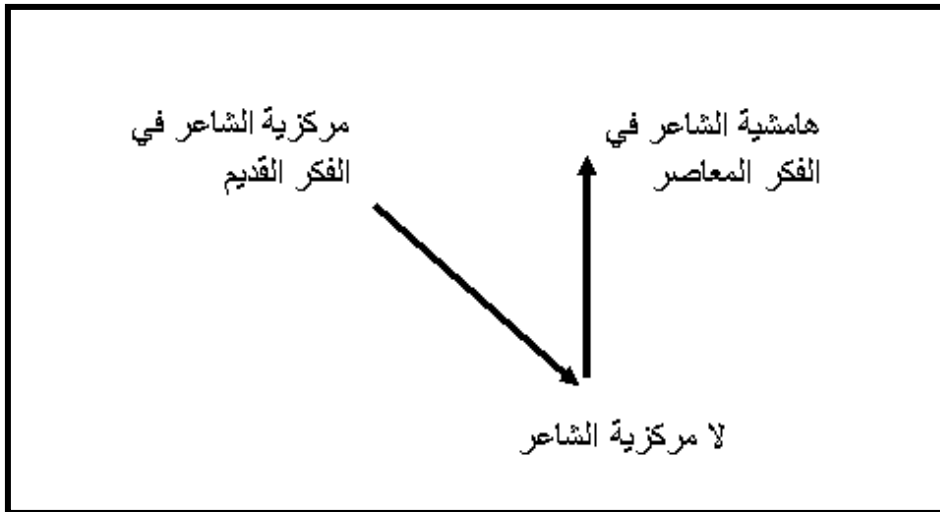 هامشية الشاعر في
الفكر المعاصر
مركزية الشاعر في
الفكر القديم
لا مركزية الشاعر